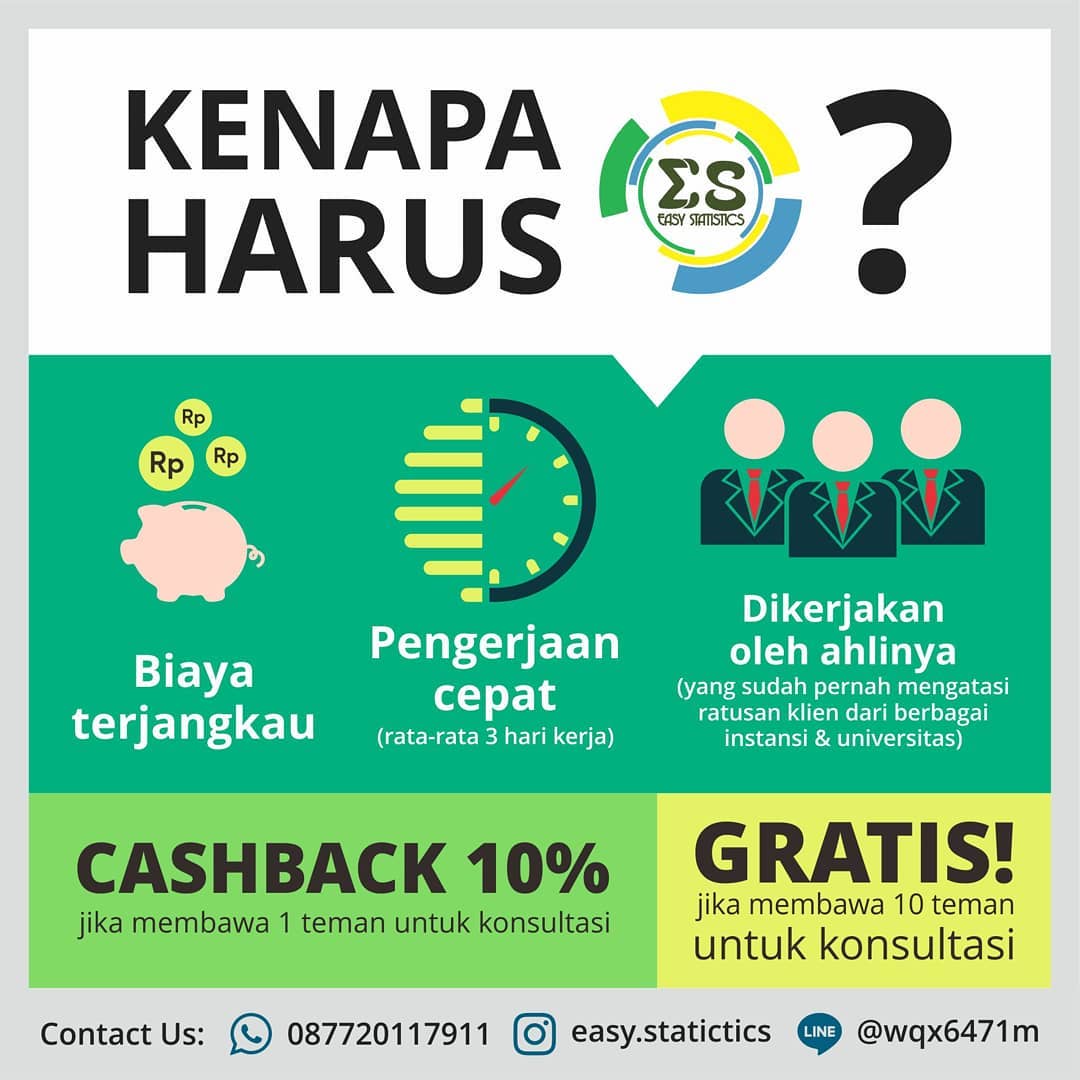 KENAPA
HARUS
ΣS
EASY STATISTICS
?
Rp
Rp
Rp
Biaya
terjangkau
Pengerjaan
cepat
(rata-rata 3 hari kerja)
Dikerjakan
oleh ahlinya
(yang sudah pernah mengatasi
ratusan klien dari berbagai
instansi & universitas)
CASHBACK 10%
jika membawa 1 teman untuk konsultasi
GRATIS!
jika membawa 10 teman
untuk konsultasi
Contact Us: 087720117911 easy.statictics LINE @wqx6471m